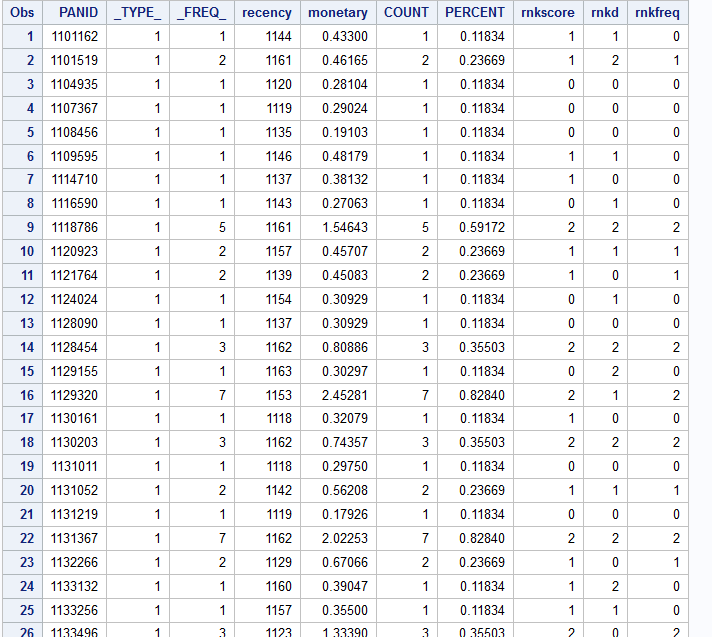 Obs PANID _TYPE_ _FREQ_ recency monetary COUNT PERCENT rnkscore rnkd rnkfreq
1 1101162 1 1 1144 0.43300 1 0.11834 1 1 0
2 1101519 1 2 1161 0.46165 2 0.23669 1 2 1
3 1104935 1 1 1120 0.28104 1 0.11834 0 0 0
4 1107367 1 1 1119 0.29024 1 0.11834 0 0 0
5 1108456 1 1 1135 0.19103 1 0.11834 0 0 0
6 1109595 1 1 1146 0.48179 1 0.11834 1 1 0
7 1114710 1 1 1137 0.38132 1 0.11834 1 0 0
8 1116590 1 1 1143 0.27063 1 0.11834 0 1 0
9 1118786 1 5 1161 1.54643 5 0.59172 2 2 2
10 1120923 1 2 1157 0.45707 2 0.23669 1 1 1
11 1121764 1 2 1139 0.45083 2 0.23669 1 0 1
12 1124024 1 1 1154 0.30929 1 0.11834 0 1 0
13 1128090 1 1 1137 0.30929 1 0.11834 0 0 0
14 1128454 1 3 1162 0.80886 3 0.35503 2 2 2
15 1129155 1 1 1163 0.30297 1 0.11834 0 2 0
16 1129320 1 7 1153 2.45281 7 0.82840 2 1 2
17 1130161 1 1 1118 0.32079 1 0.11834 1 0 0
18 1130203 1 3 1162 0.74357 3 0.35503 2 2 2
19 1131011 1 1 1118 0.29750 1 0.11834 0 0 0
20 1131052 1 2 1142 0.56208 2 0.23669 1 1 1
21 1131219 1 1 1119 0.17926 1 0.11834 0 0 0
22 1131367 1 7 1162 2.02253 7 0.82840 2 2 2
23 1132266 1 2 1129 0.67066 2 0.23669 1 0 1
24 1133132 1 1 1160 0.39047 1 0.11834 1 2 0
25 1133256 1 1 1157 0.35500 1 0.11834 1 1 0
26 1133496 1 3 1123 1.33390 3 0.35503 2 0 2